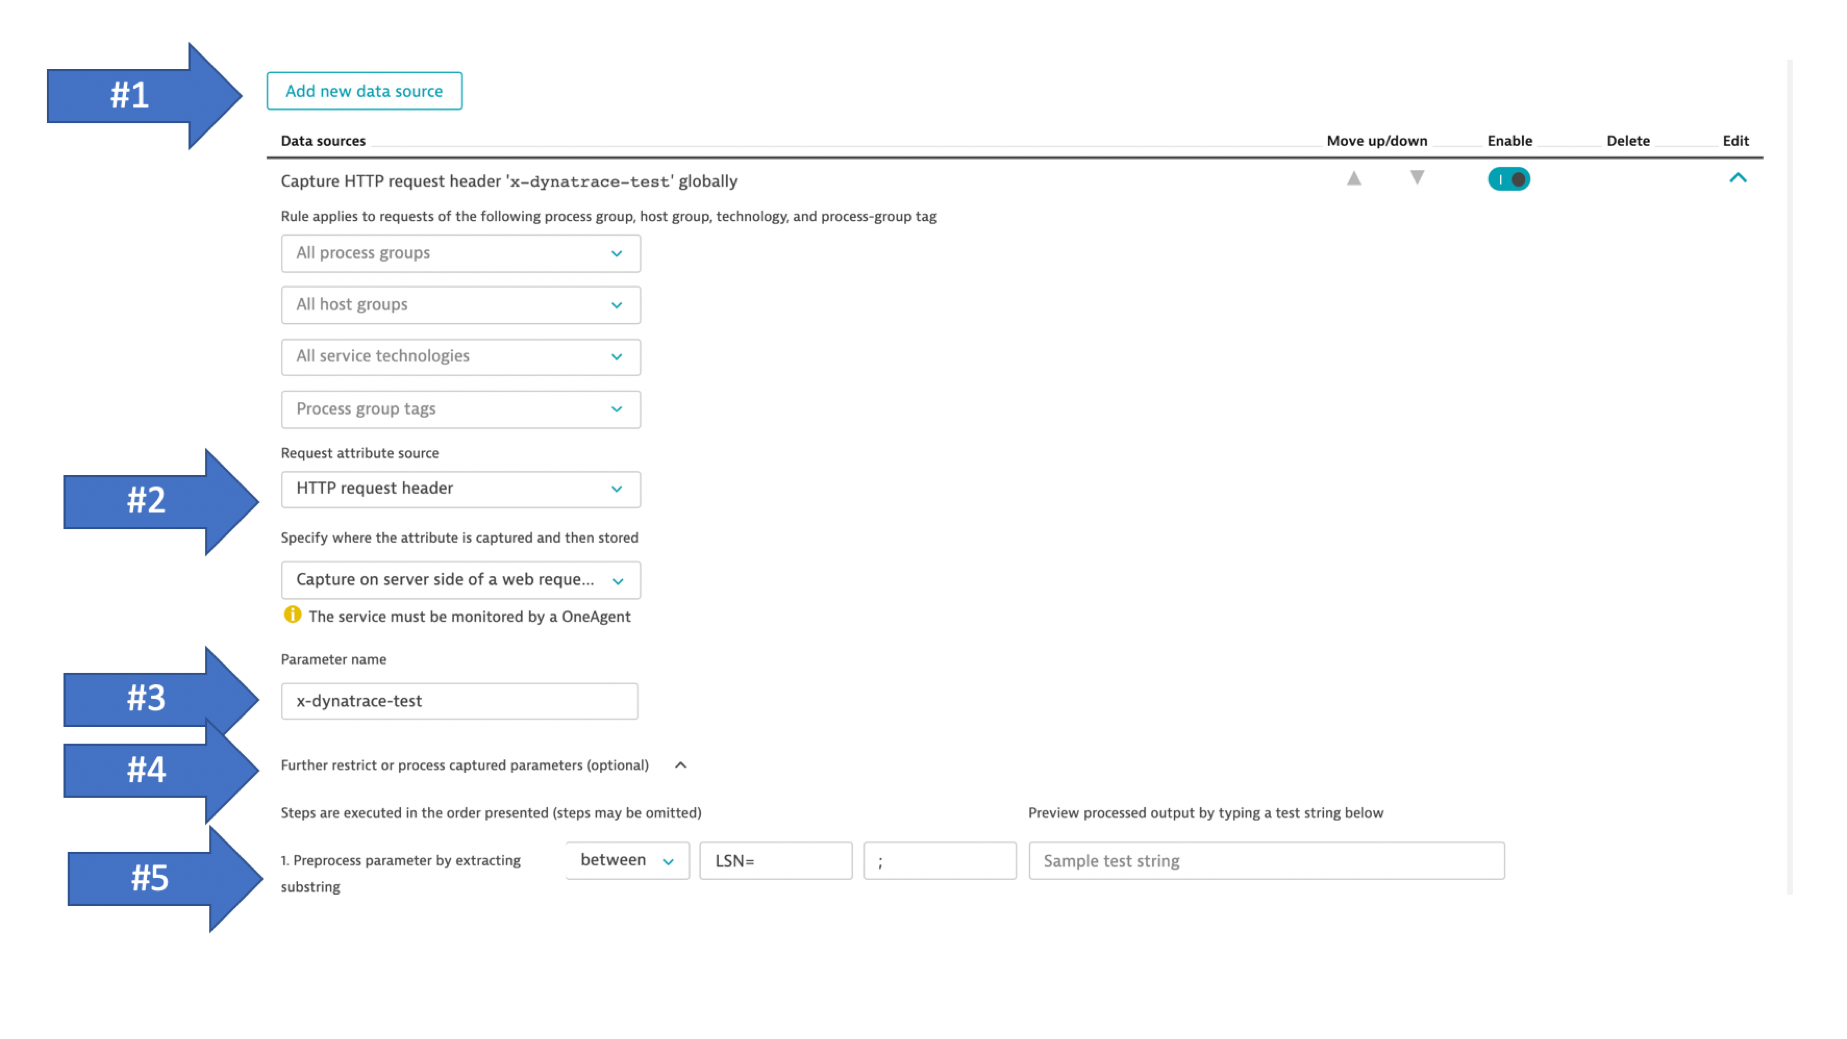 #1
Add new data source
Data sources Move up/down Enable Delete Edit
Capture HTTP request header 'x-dynatrace-test' globally
Rule applies to requests of the following process group, host group, technology, and process-group tag
All process groups
All host groups
All service technologies
Process group tags
Request attribute source
#2
HTTP request header
Specify where the attribute is captured and then stored
Capture on server side of a web reque...
The service must be monitored by a OneAgent
Parameter name
#3
x-dynatrace-test
#4
Further restrict or process captured parameters (optional)
Steps are executed in the order presented (steps may be omitted) Preview processed output by typing a test string below
#5
1. Preprocess parameter by extracting between LSN= ; Sample test string
substring